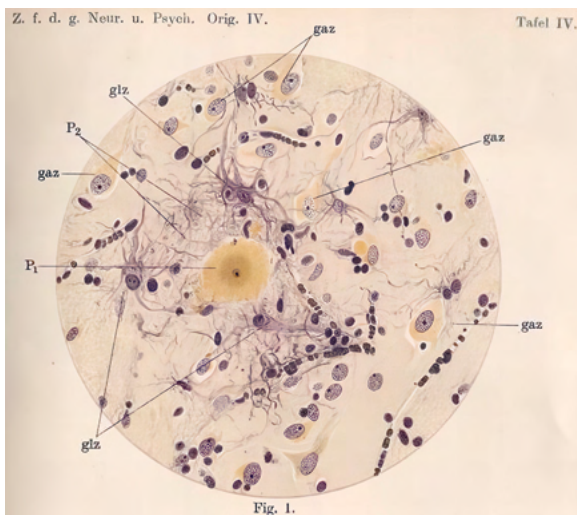 Z. f. d. g. Neur. u. Psych. Orig. IV.
Tafel IV.
gaz
glz
P₂
gaz
gaz
P₁
gaz
glz
Fig. 1.